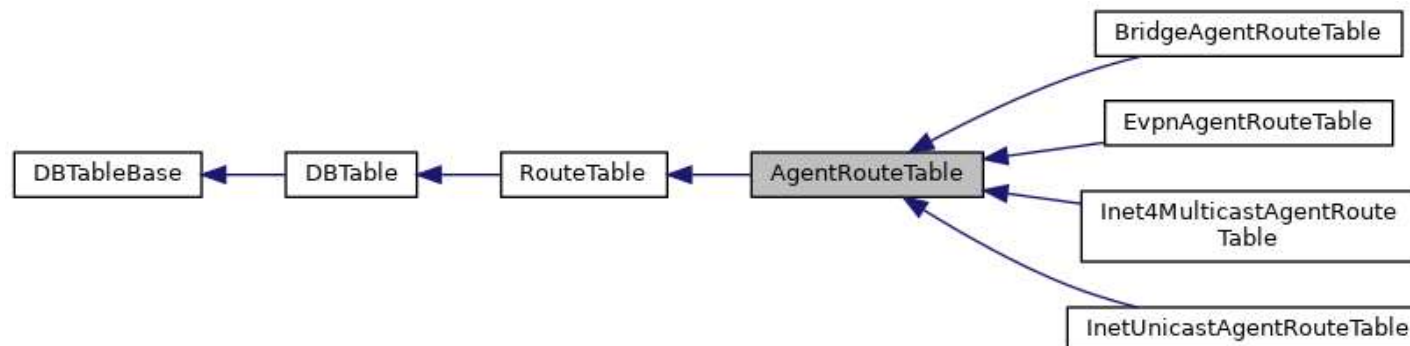 BridgeAgentRouteTable
EvpnAgentRouteTable
DBTableBase
DBTable
RouteTable
AgentRouteTable
Inet4MulticastAgentRoute
Table
InetUnicastAgentRouteTable